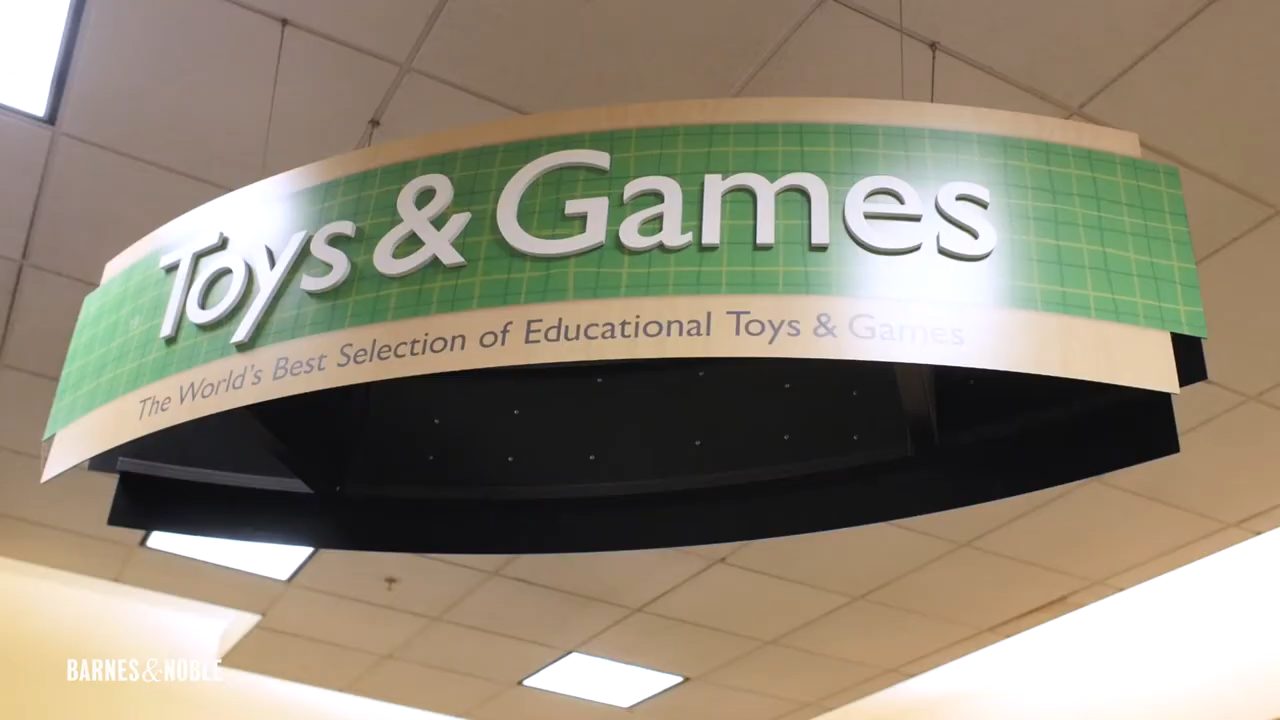 Toys & Games
The World's Best Selection of Educational Toys & Games
BARNES & NOBLE